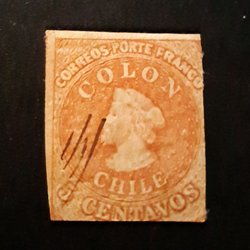 CORREOS PORTE FRANCO
COLON
CHILE
5 CENTAVOS